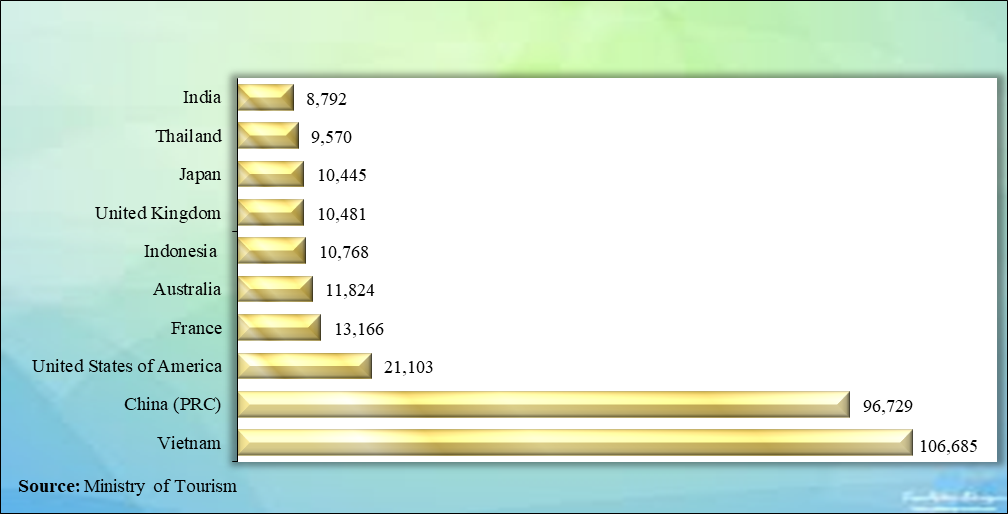 India 8,792
Thailand 9,570
Japan 10,445
United Kingdom 10,481
Indonesia 10,768
Australia 11,824
France 13,166
United States of America 21,103
China (PRC) 96,729
Vietnam 106,685
Source: Ministry of Tourism